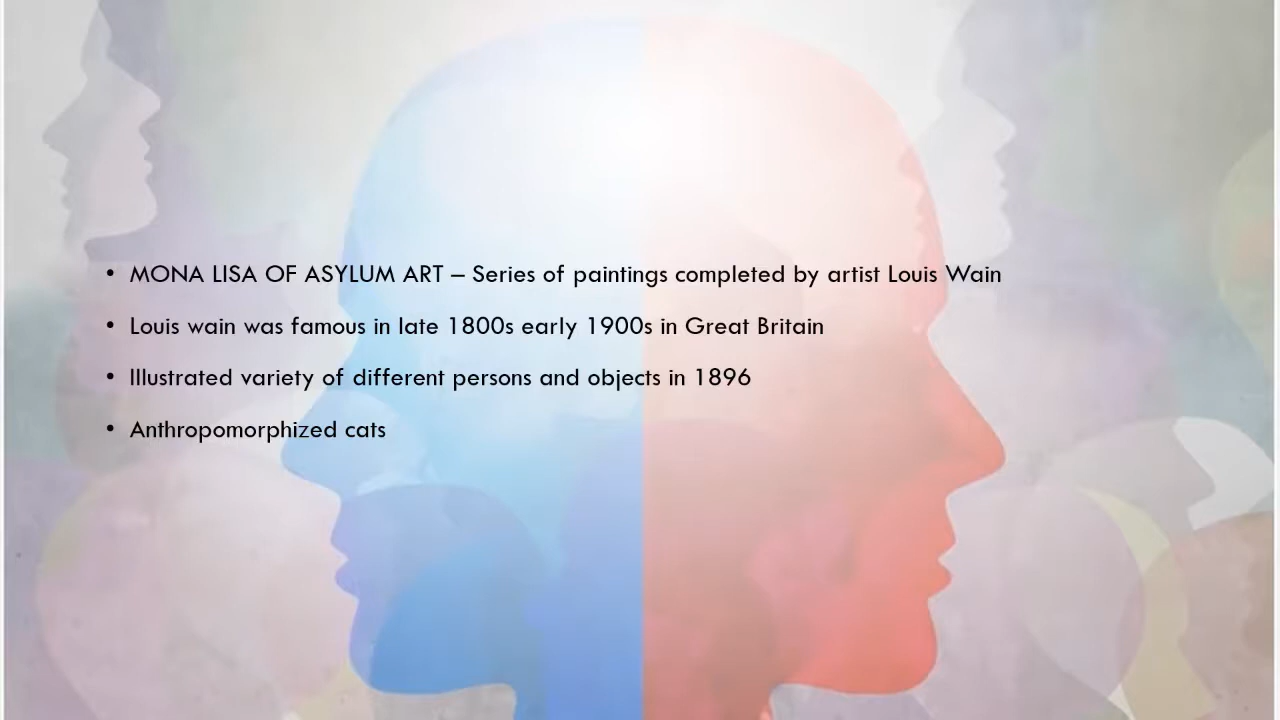 • MONA LISA OF ASYLUM ART – Series of paintings completed by artist Louis Wain
• Louis wain was famous in late 1800s early 1900s in Great Britain
• Illustrated variety of different persons and objects in 1896
• Anthropomorphized cats